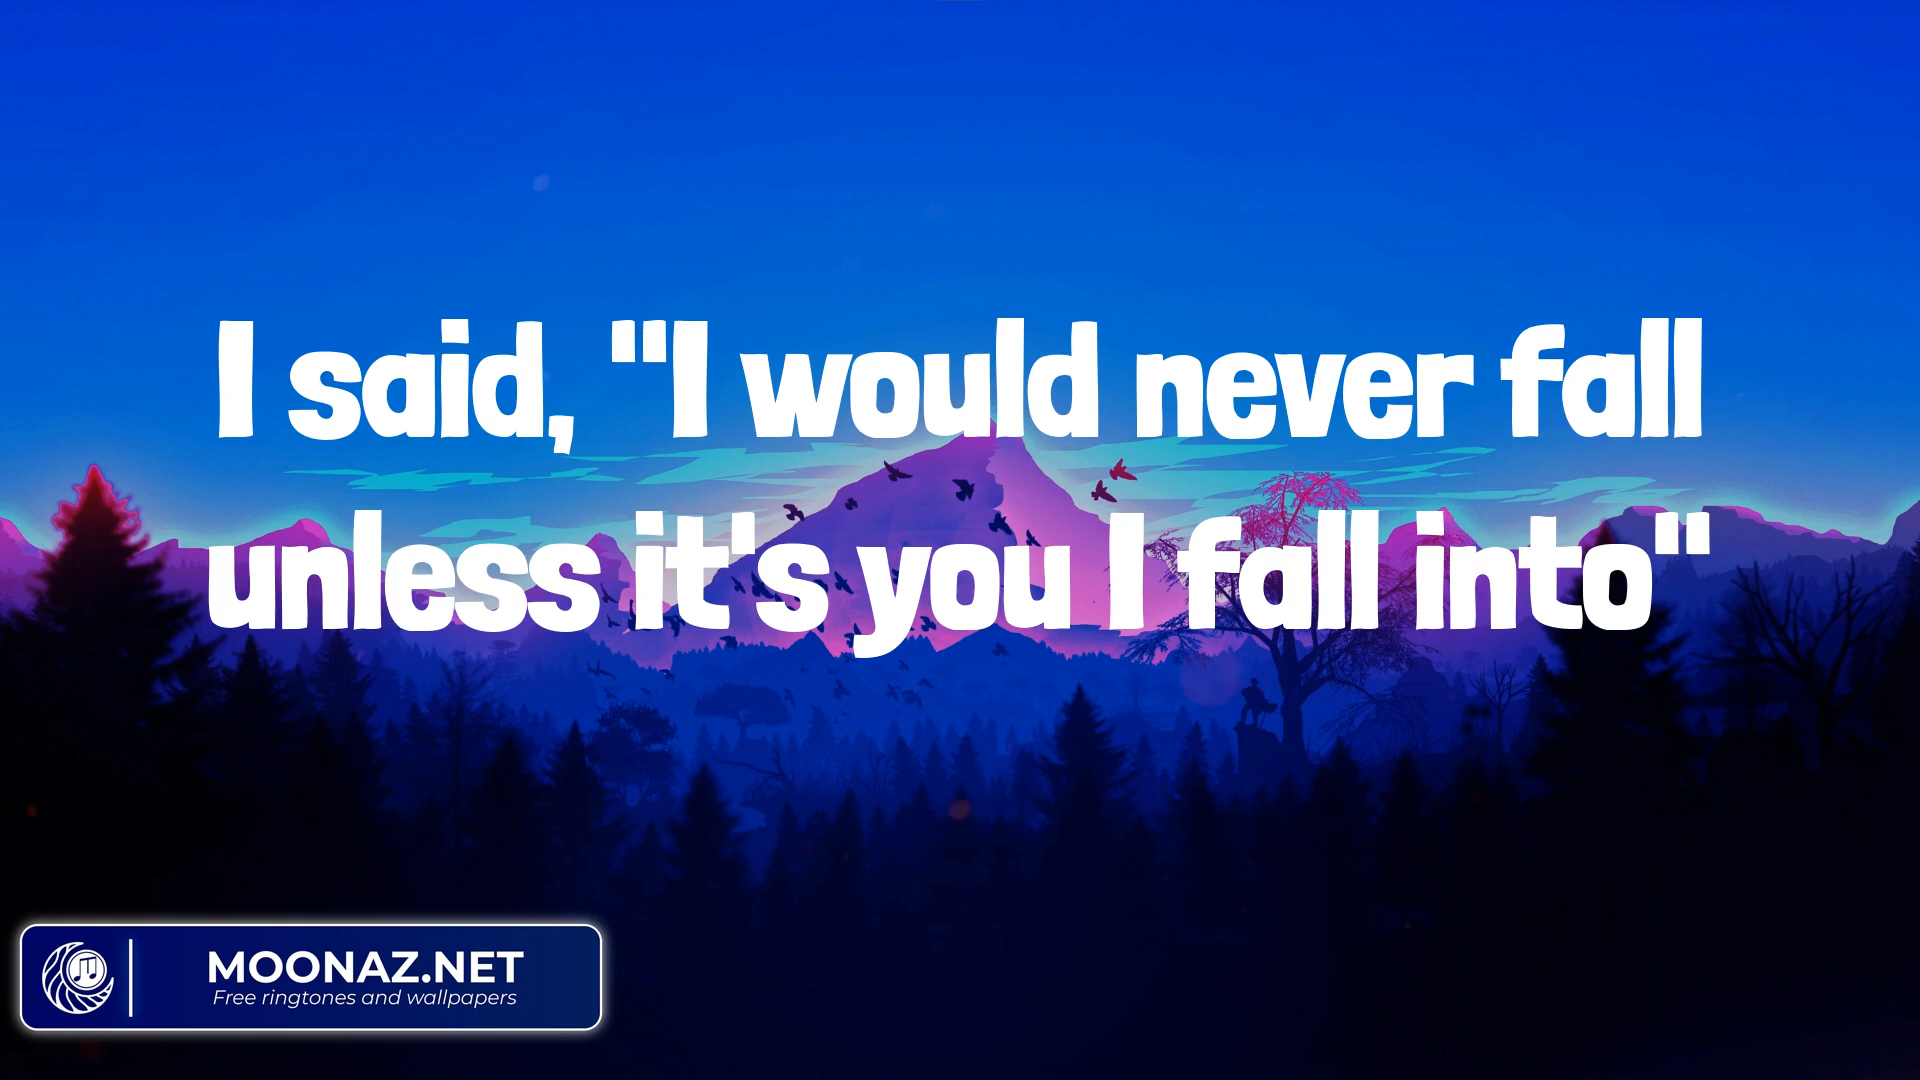 I said, "I would never fall
unless it's you I fall into"
MOONAZ.NET
Free ringtones and wallpapers